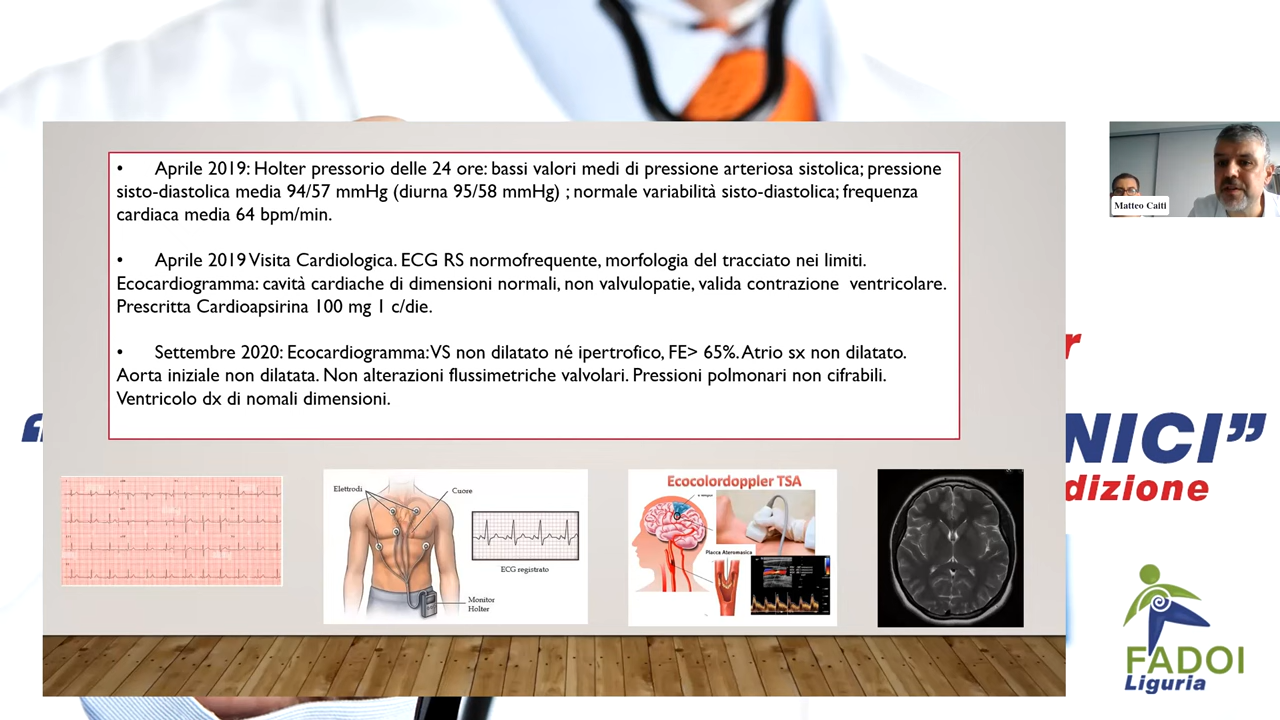 • Aprile 2019: Holter pressorio delle 24 ore: bassi valori medi di pressione arteriosa sistolica; pressione
sisto-diastolica media 94/57 mmHg (diurna 95/58 mmHg) ; normale variabilità sisto-diastolica; frequenza
cardiaca media 64 bpm/min.
• Aprile 2019 Visita Cardiologica. ECG RS normofrequente, morfologia del tracciato nei limiti.
Ecocardiogramma: cavità cardiache di dimensioni normali, non valvulopatie, valida contrazione ventricolare.
Prescritta Cardioapsirina 100 mg 1 c/die.
• Settembre 2020: Ecocardiogramma: VS non dilatato né ipertrofico, FE> 65%. Atrio sx non dilatato.
Aorta iniziale non dilatata. Non alterazioni flussimetriche valvolari. Pressioni polmonari non cifrabili.
Ventricolo dx di nomali dimensioni.
Matteo Caiti
r
“
NICI”
dizione
Elettrodi
Cuore
ECG registrato
Monitor
Holter
Ecocolordoppler TSA
Placca Ateromasica
FADOI
Liguria